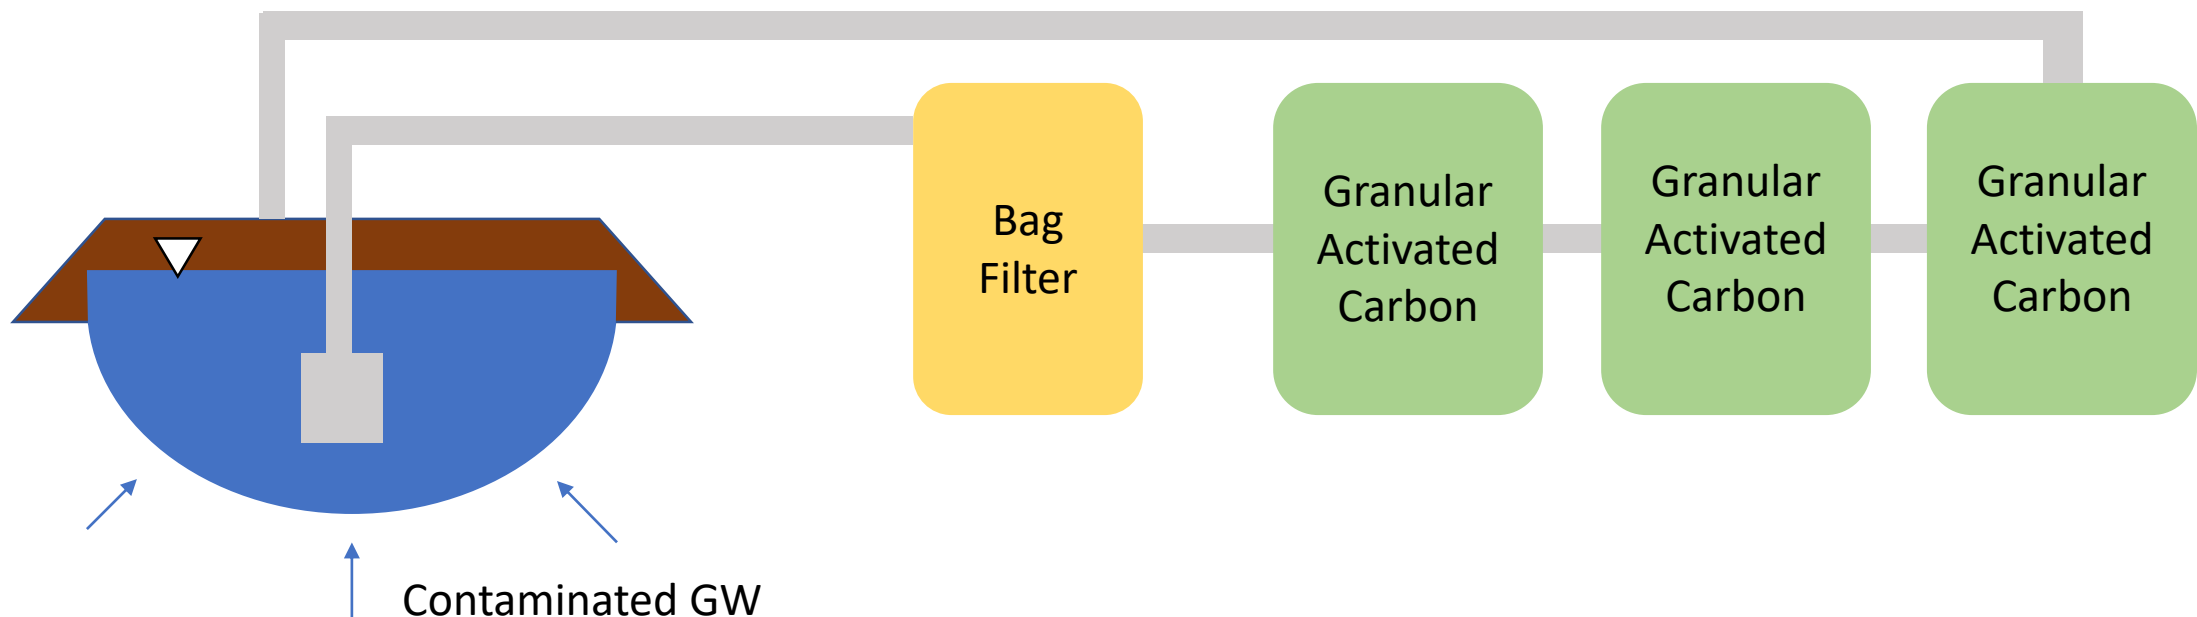 Bag
Filter
Granular
Activated
Carbon
Granular
Activated
Carbon
Granular
Activated
Carbon
Contaminated GW